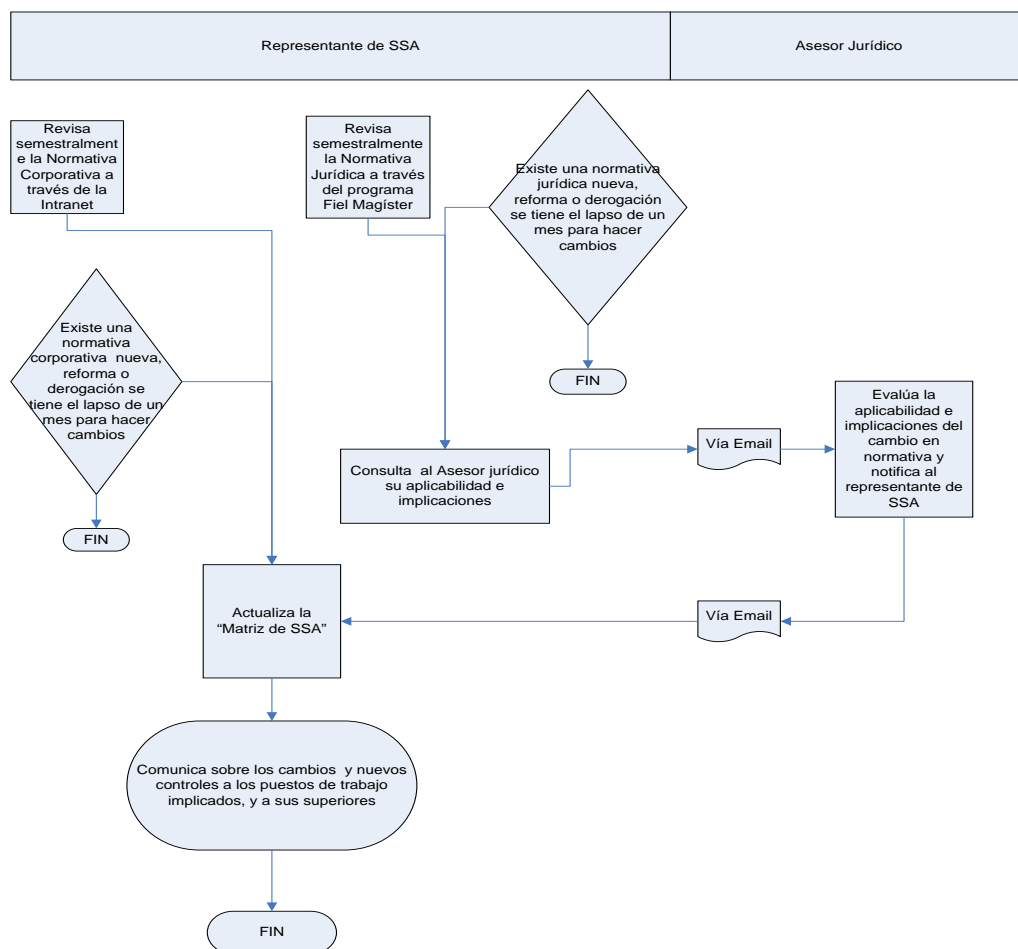 Representante de SSA
Asesor Jurídico
Revisa
semestralment
e la Normativa
Corporativa a
través de la
Intranet
Revisa
semestralmente
la Normativa
Jurídica a través
del programa
Fiel Magíster
Existe una normativa
jurídica nueva,
reforma o derogación
se tiene el lapso de un
mes para hacer
cambios
Existe una
normativa
corporativa nueva,
reforma o
derogación se
tiene el lapso de un
mes para hacer
cambios
FIN
FIN
Consulta al Asesor jurídico
su aplicabilidad e
implicaciones
Vía Email
Evalúa la
aplicabilidad e
implicaciones del
cambio en
normativa y
notifica al
representante de
SSA
Actualiza la
“Matriz de SSA”
Vía Email
Comunica sobre los cambios y nuevos
controles a los puestos de trabajo
implicados, y a sus superiores
FIN